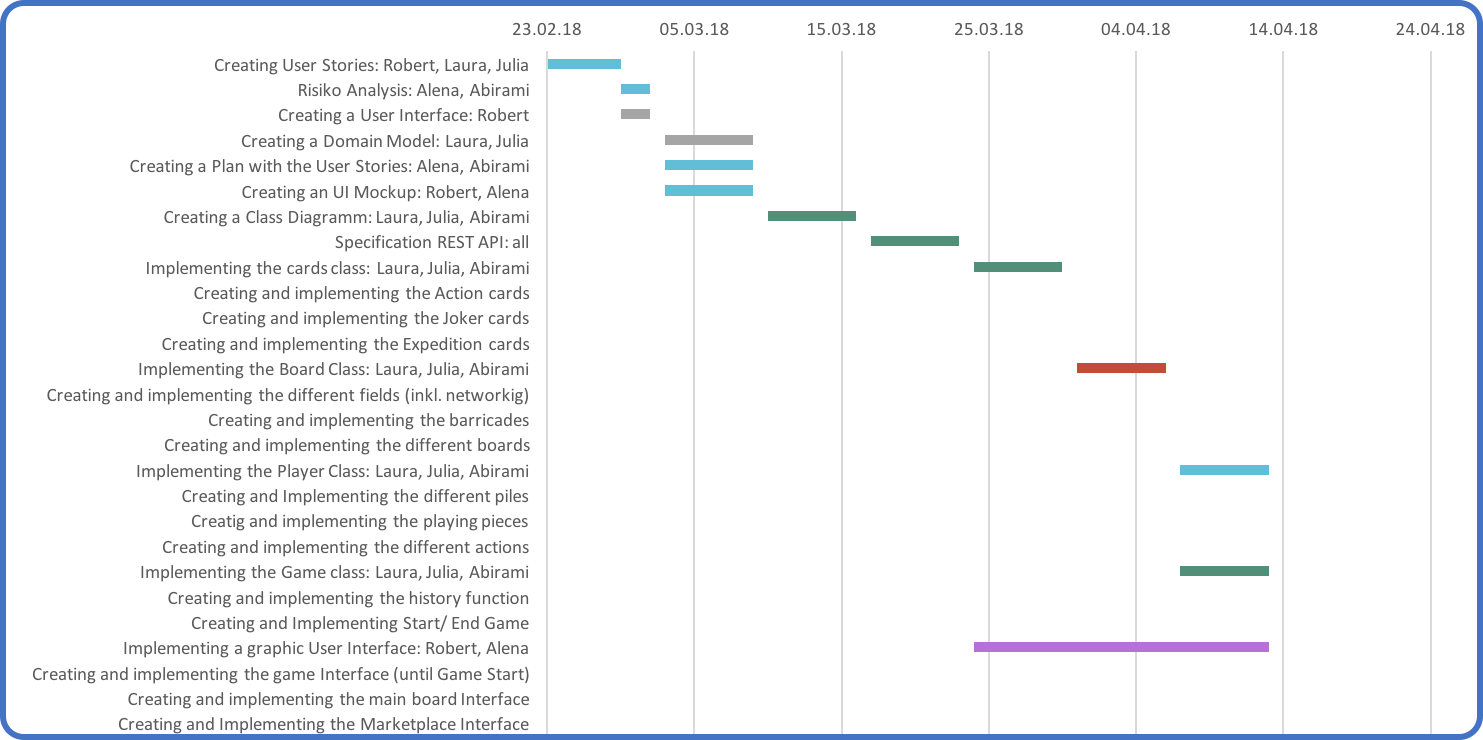 23.02.18 05.03.18 15.03.18 25.03.18 04.04.18 14.04.18 24.04.18
Creating User Stories: Robert, Laura, Julia
Risiko Analysis: Alena, Abirami
Creating a User Interface: Robert
Creating a Domain Model: Laura, Julia
Creating a Plan with the User Stories: Alena, Abirami
Creating an UI Mockup: Robert, Alena
Creating a Class Diagramm: Laura, Julia, Abirami
Specification REST API: all
Implementing the cards class: Laura, Julia, Abirami
Creating and implementing the Action cards
Creating and implementing the Joker cards
Creating and implementing the Expedition cards
Implementing the Board Class: Laura, Julia, Abirami
Creating and implementing the different fields (inkl. networkig)
Creating and implementing the barricades
Creating and implementing the different boards
Implementing the Player Class: Laura, Julia, Abirami
Creating and Implementing the different piles
Creatig and implementing the playing pieces
Creating and implementing the different actions
Implementing the Game class: Laura, Julia, Abirami
Creating and implementing the history function
Creating and Implementing Start/ End Game
Implementing a graphic User Interface: Robert, Alena
Creating and implementing the game Interface (until Game Start)
Creating and implementing the main board Interface
Creating and Implementing the Marketplace Interface